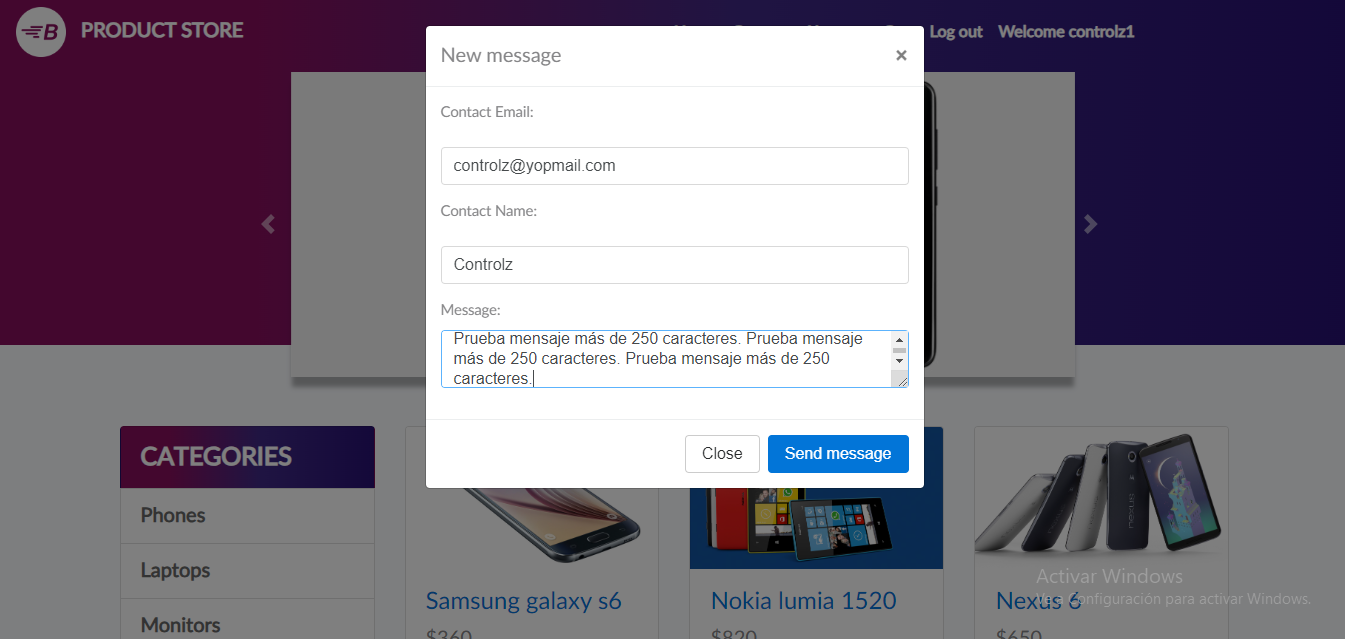 PRODUCT STORE
Log out Welcome controlz1
New message
×
Contact Email:
controlz@yopmail.com
Contact Name:
Controlz
Message:
Prueba mensaje más de 250 caracteres. Prueba mensaje
más de 250 caracteres. Prueba mensaje más de 250
caracteres.
Close Send message
CATEGORIES
Phones
Laptops
Monitors
Samsung galaxy s6
$360
Nokia lumia 1520
$820
Nexus 6
$650
Activar Windows
Ve a Configuración para activar Windows.